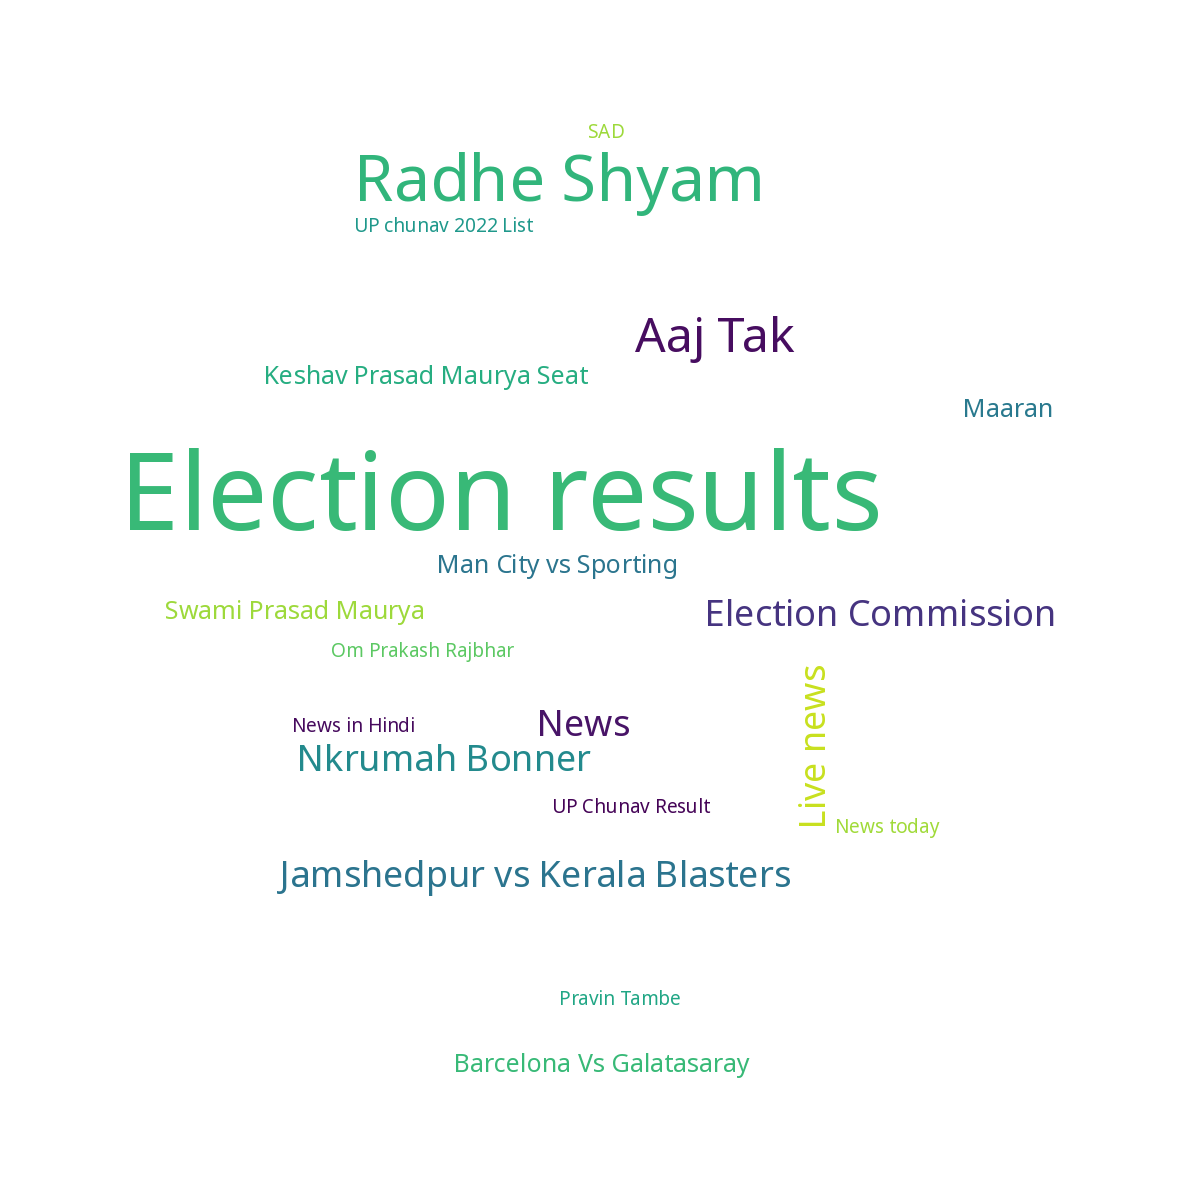 SAD
Radhe Shyam
UP chunav 2022 List
Aaj Tak
Keshav Prasad Maurya Seat
Maaran
Election results
Man City vs Sporting
Swami Prasad Maurya
Election Commission
Om Prakash Rajbhar
Live news
News in Hindi
News
Nkrumah Bonner
UP Chunav Result
News today
Jamshedpur vs Kerala Blasters
Pravin Tambe
Barcelona Vs Galatasaray